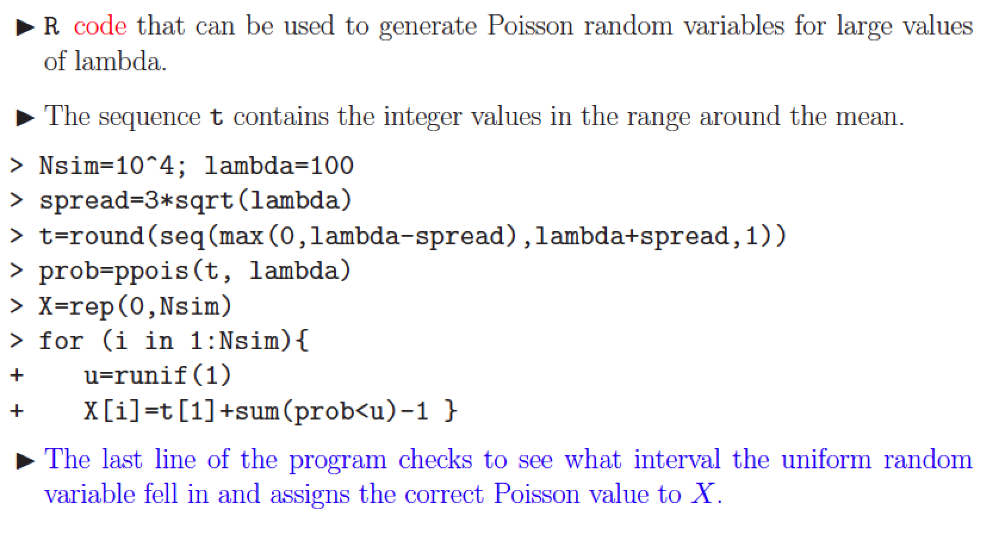 ▶ R code that can be used to generate Poisson random variables for large values
of lambda.
▶ The sequence t contains the integer values in the range around the mean.
> Nsim=10^4; lambda=100
> spread=3*sqrt(lambda)
> t=round(seq(max(0,lambda-spread),lambda+spread,1))
> prob=ppois(t, lambda)
> X=rep(0,Nsim)
> for (i in 1:Nsim){
+    u=runif(1)
+    X[i]=t[1]+sum(prob<u)-1 }
▶ The last line of the program checks to see what interval the uniform random
variable fell in and assigns the correct Poisson value to X.